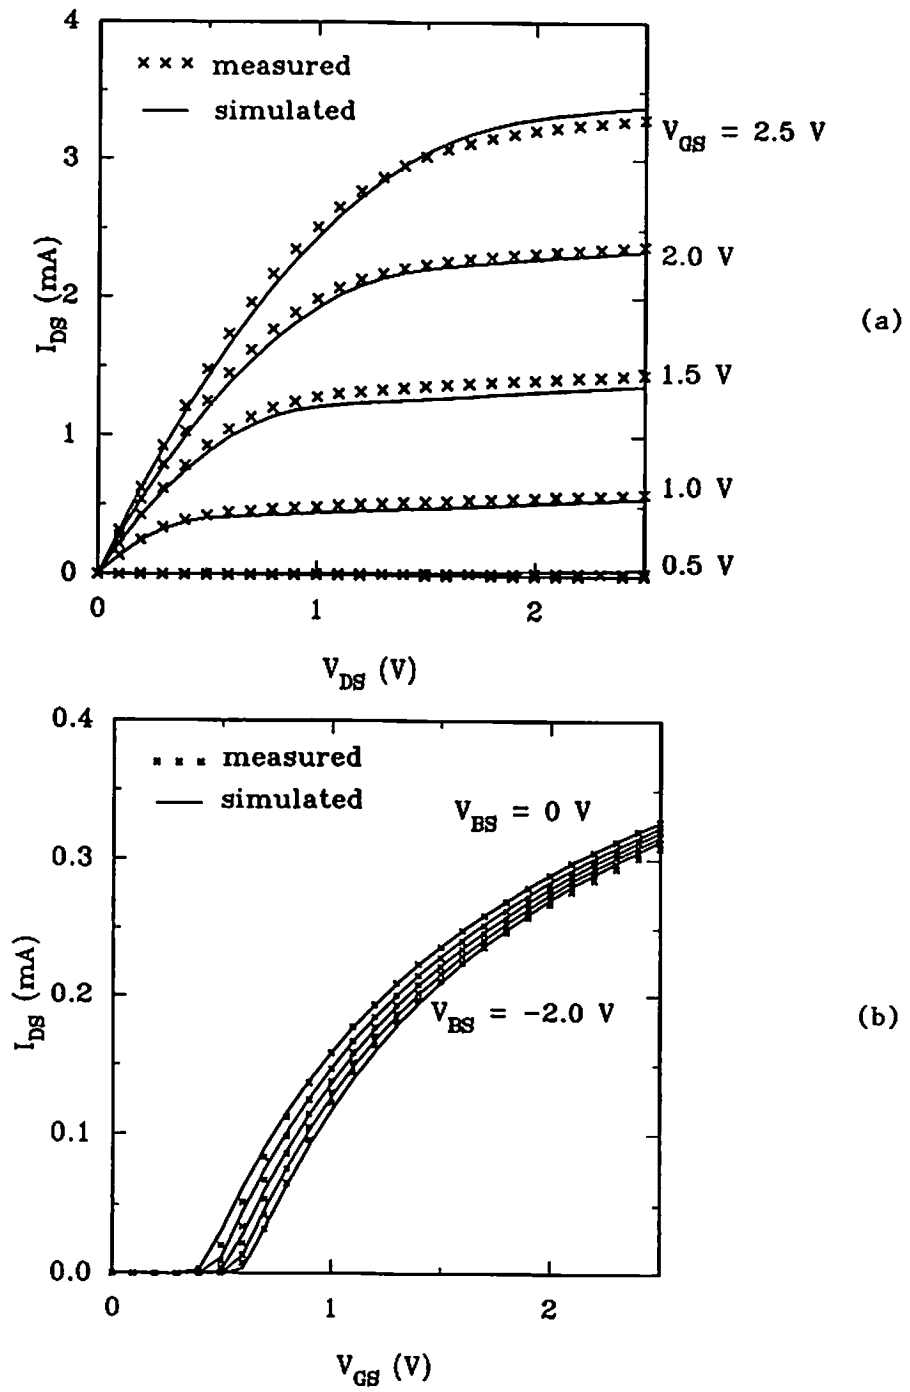 4
××× measured
— simulated
V_GS = 2.5 V
3
I_DS (mA)
2.0 V
2
(a)
1.5 V
1
1.0 V
0.5 V
0
0 1 2
V_DS (V)
0.4
××× measured
— simulated
V_BS = 0 V
0.3
I_DS (mA)
0.2
V_BS = -2.0 V
(b)
0.1
0.0
0 1 2
V_GS (V)